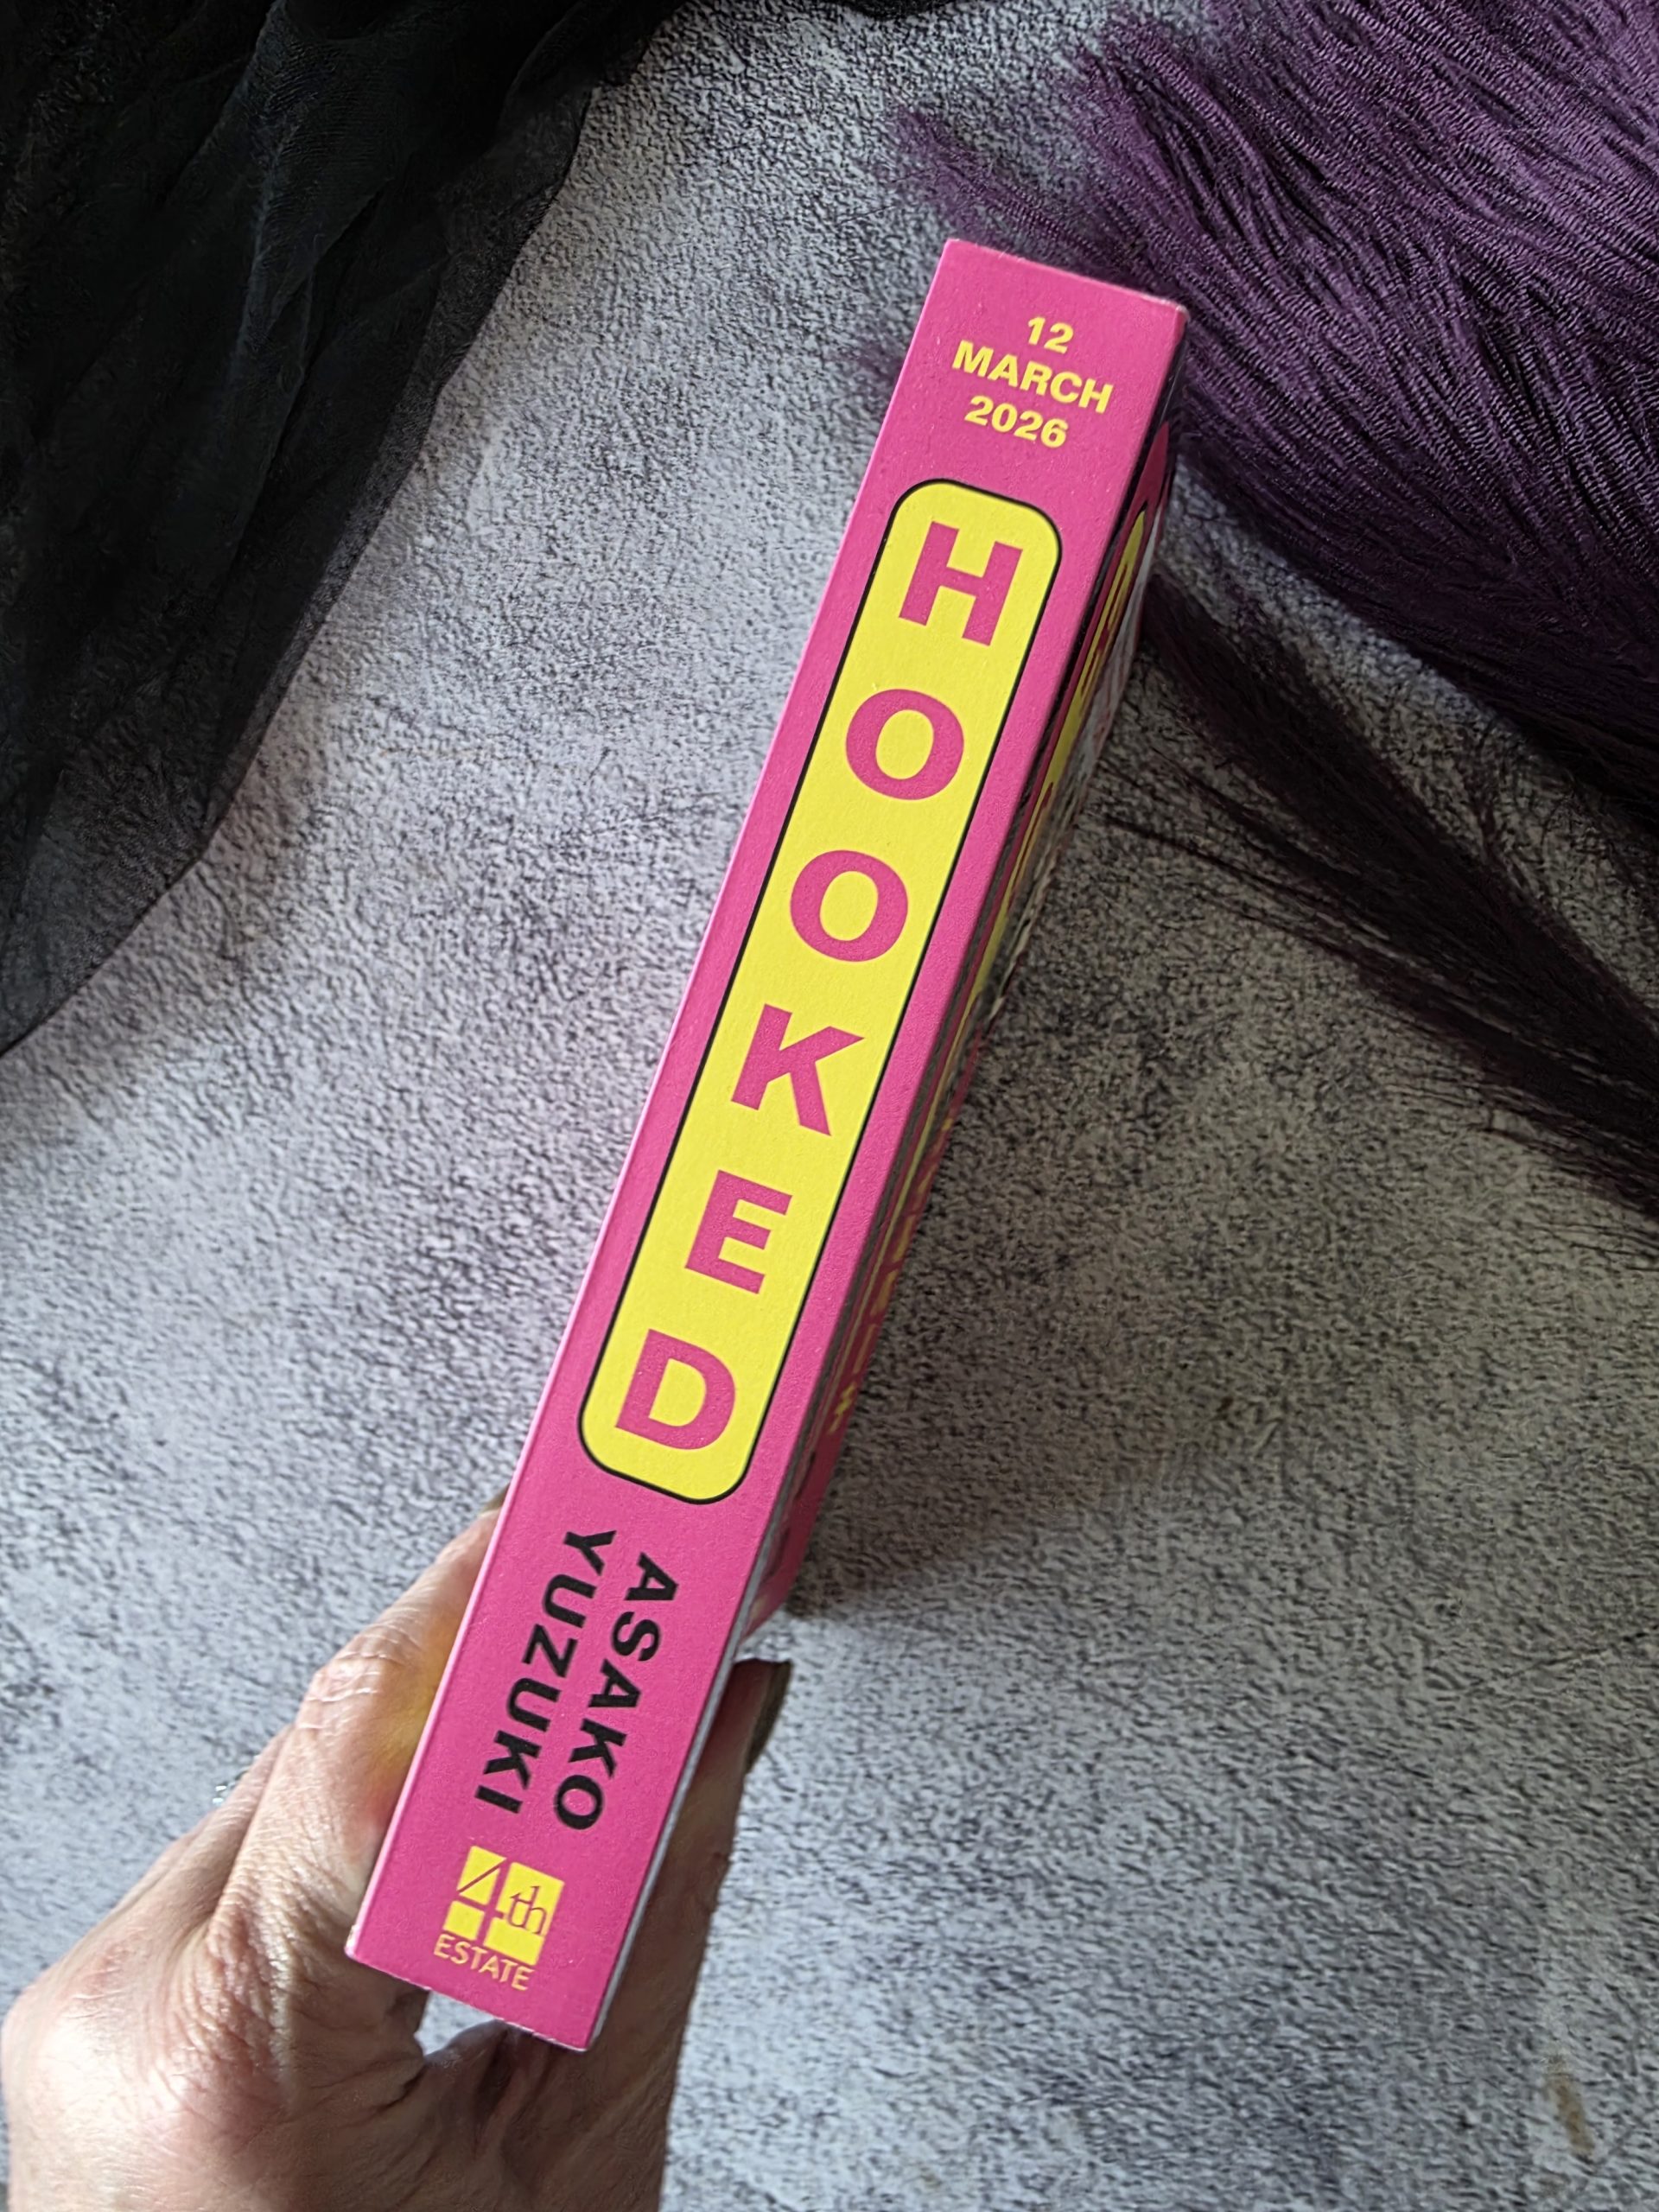 12
MARCH
2026
HOOKED
ASAKO
YUZUKI
4th
ESTATE